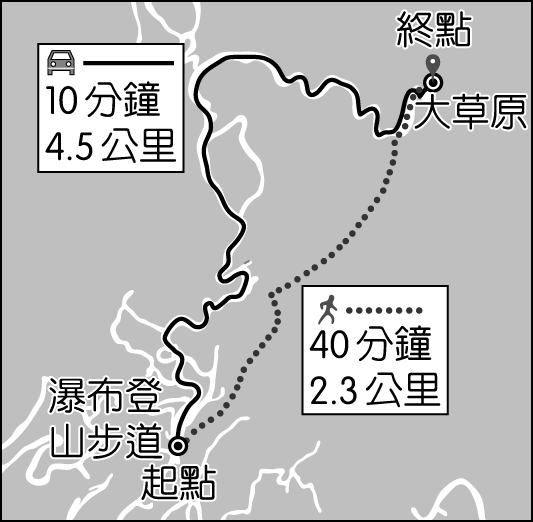 終點
大草原
10分鐘
4.5公里
40分鐘
2.3公里
瀑布登
山步道
起點